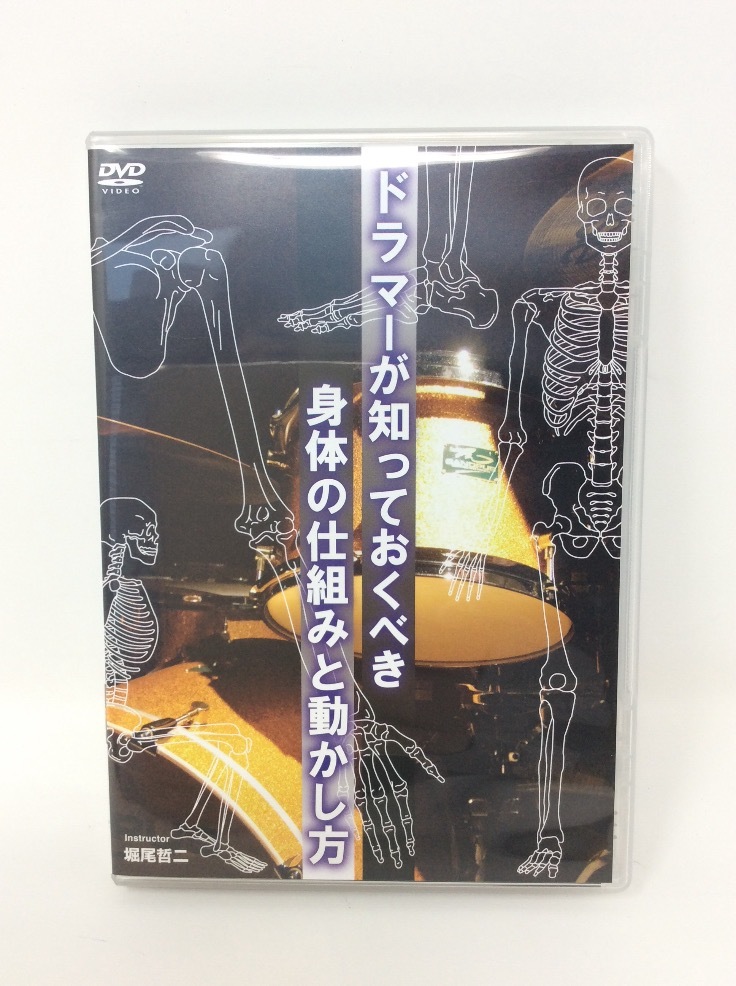 DVD
VIDEO
ドラマーが知っておくべき
身体の仕組みと動かし方
Instructor
堀尾哲二